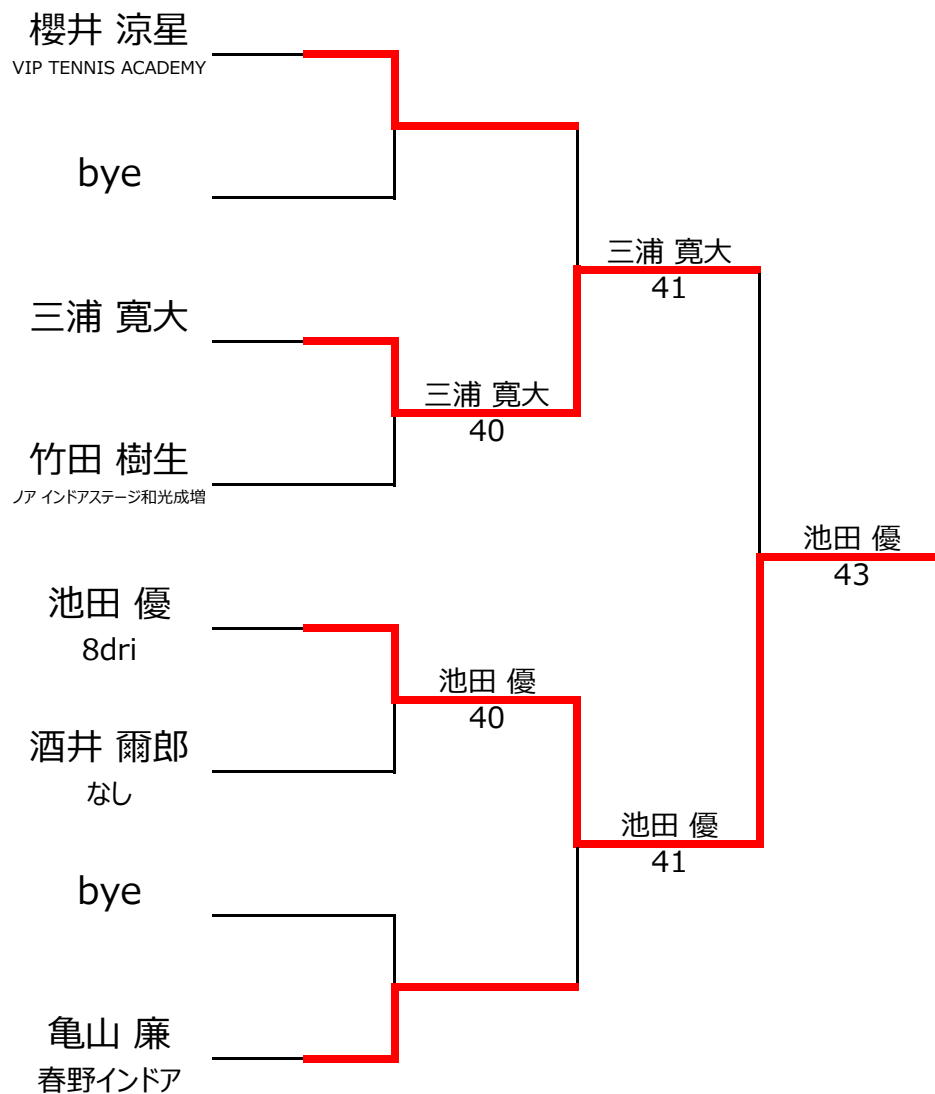 櫻井 涼星
VIP TENNIS ACADEMY
bye
三浦 寛大
41
三浦 寛大
三浦 寛大
40
竹田 樹生
ノア インドアステージ和光成増
池田 優
43
池田 優
8dri
池田 優
40
酒井 爾郎
なし
池田 優
41
bye
亀山 廉
春野インドア